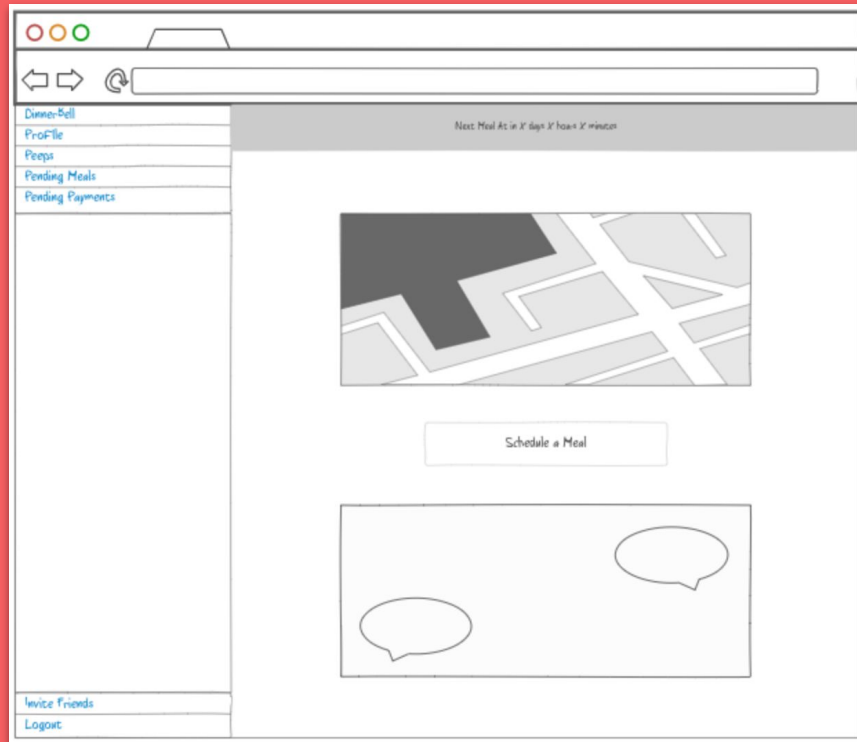 DinnerBell
Profile
Peeps
Pending Meals
Pending Payments
Next Meal At in X days X hours X minutes
Schedule a Meal
Invite Friends
Logout